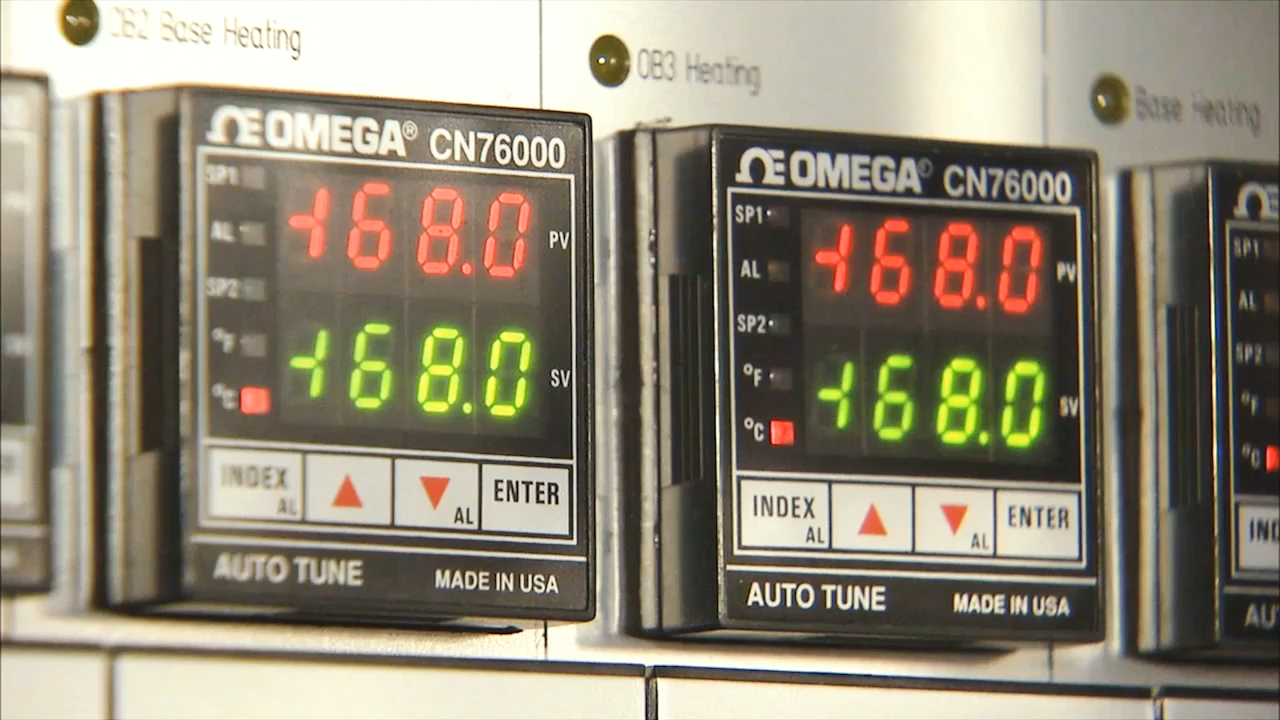 OB2 Base Heating
OB3 Heating
Base Heating
OMEGA® CN76000
SP1
AL
SP2
°F
°C
-168.0 PV
-168.0 SV
INDEX AL
AL
ENTER
AUTO TUNE MADE IN USA
OMEGA® CN76000
SP1
AL
SP2
°F
°C
-168.0 PV
-168.0 SV
INDEX AL
AL
ENTER
AUTO TUNE MADE IN USA
SP1
AL
SP2
°F
°C
IND
AU